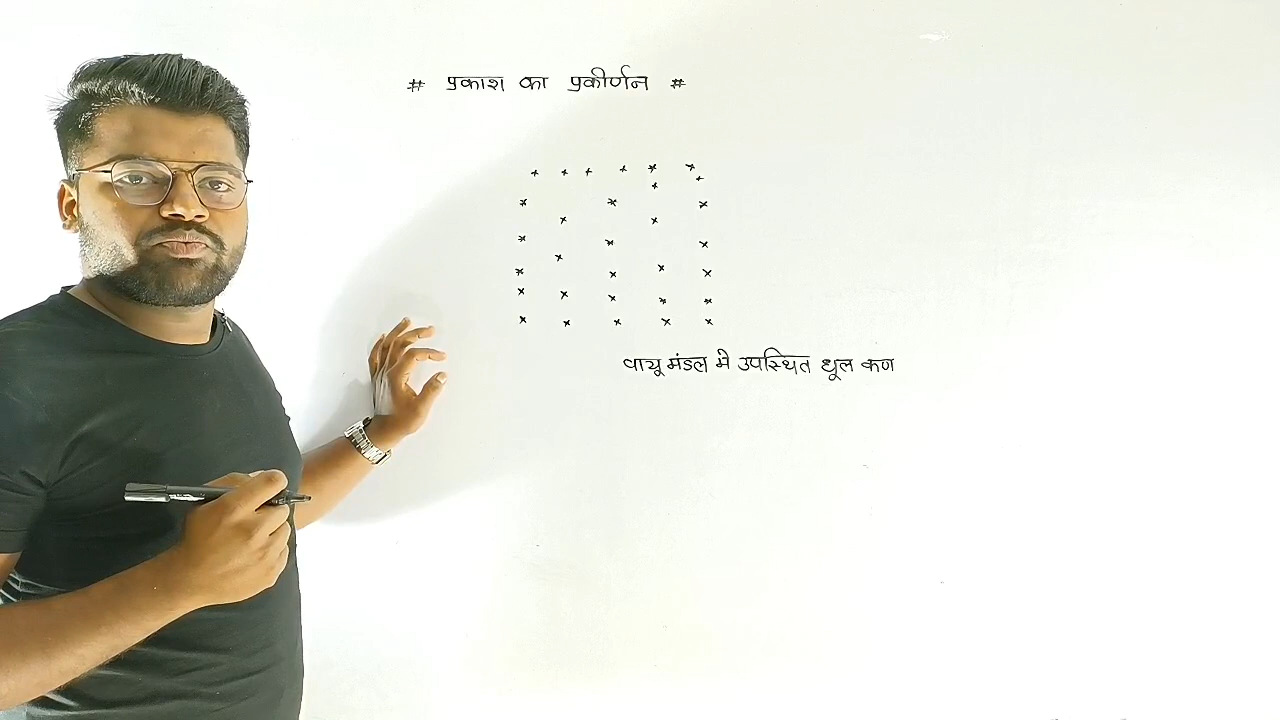 # प्रकाश का प्रकीर्णन #
वायू मंडल मे उपस्थित धूल कण